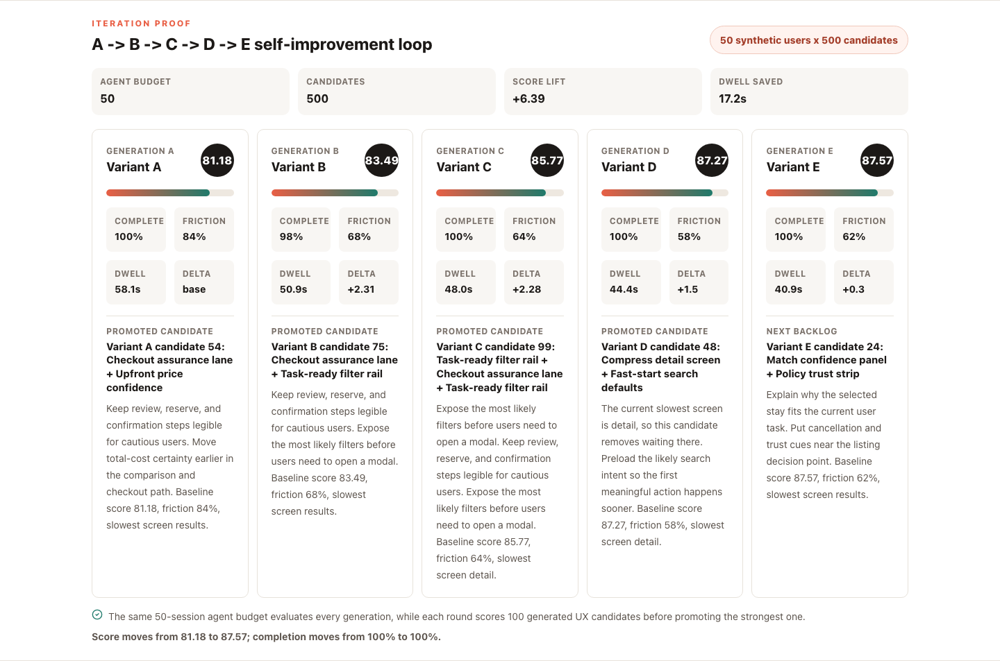 ITERATION PROOF
A -> B -> C -> D -> E self-improvement loop
50 synthetic users x 500 candidates
AGENT BUDGET
50
CANDIDATES
500
SCORE LIFT
+6.39
DWELL SAVED
17.2s
GENERATION A
Variant A
81.18
COMPLETE
100%
FRICTION
84%
DWELL
58.1s
DELTA
base
PROMOTED CANDIDATE
Variant A candidate 54:
Checkout assurance lane
+ Upfront price
confidence
Keep review, reserve, and
confirmation steps legible
for cautious users. Move
total-cost certainty earlier in
the comparison and
checkout path. Baseline
score 81.18, friction 84%,
slowest screen results.
GENERATION B
Variant B
83.49
COMPLETE
98%
FRICTION
68%
DWELL
50.9s
DELTA
+2.31
PROMOTED CANDIDATE
Variant B candidate 75:
Checkout assurance lane
+ Task-ready filter rail
Keep review, reserve, and
confirmation steps legible
for cautious users. Expose
the most likely filters before
users need to open a modal.
Baseline score 83.49,
friction 68%, slowest
screen results.
GENERATION C
Variant C
85.77
COMPLETE
100%
FRICTION
64%
DWELL
48.0s
DELTA
+2.28
PROMOTED CANDIDATE
Variant C candidate 99:
Task-ready filter rail +
Checkout assurance lane
+ Task-ready filter rail
Expose the most likely
filters before users need to
open a modal. Keep review,
reserve, and confirmation
steps legible for cautious
users. Expose the most
likely filters before users
need to open a modal.
Baseline score 85.77,
friction 64%, slowest
screen detail.
GENERATION D
Variant D
87.27
COMPLETE
100%
FRICTION
58%
DWELL
44.4s
DELTA
+1.5
PROMOTED CANDIDATE
Variant D candidate 48:
Compress detail screen
+ Fast-start search
defaults
The current slowest screen
is detail, so this candidate
removes waiting there.
Preload the likely search
intent so the first
meaningful action happens
sooner. Baseline score
87.27, friction 58%, slowest
screen detail.
GENERATION E
Variant E
87.57
COMPLETE
100%
FRICTION
62%
DWELL
40.9s
DELTA
+0.3
NEXT BACKLOG
Variant E candidate 24:
Match confidence panel
+ Policy trust strip
Explain why the selected
stay fits the current user
task. Put cancellation and
trust cues near the listing
decision point. Baseline
score 87.57, friction 62%,
slowest screen results.
The same 50-session agent budget evaluates every generation, while each round scores 100 generated UX candidates before promoting the strongest one.
Score moves from 81.18 to 87.57; completion moves from 100% to 100%.